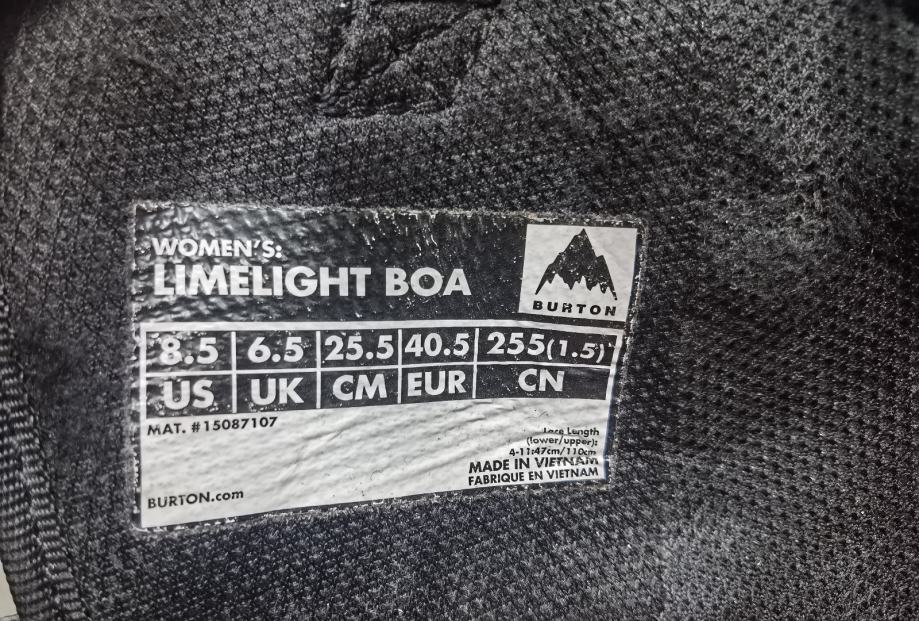 WOMEN'S:
LIMELIGHT BOA
BURTON
8.5 6.5 25.5 40.5 255(1.5)
US UK CM EUR CN
MAT. #15087107
Lace Length
(lower/upper):
4-11:47cm/110cm
MADE IN VIETNAM
FABRIQUE EN VIETNAM
BURTON.com